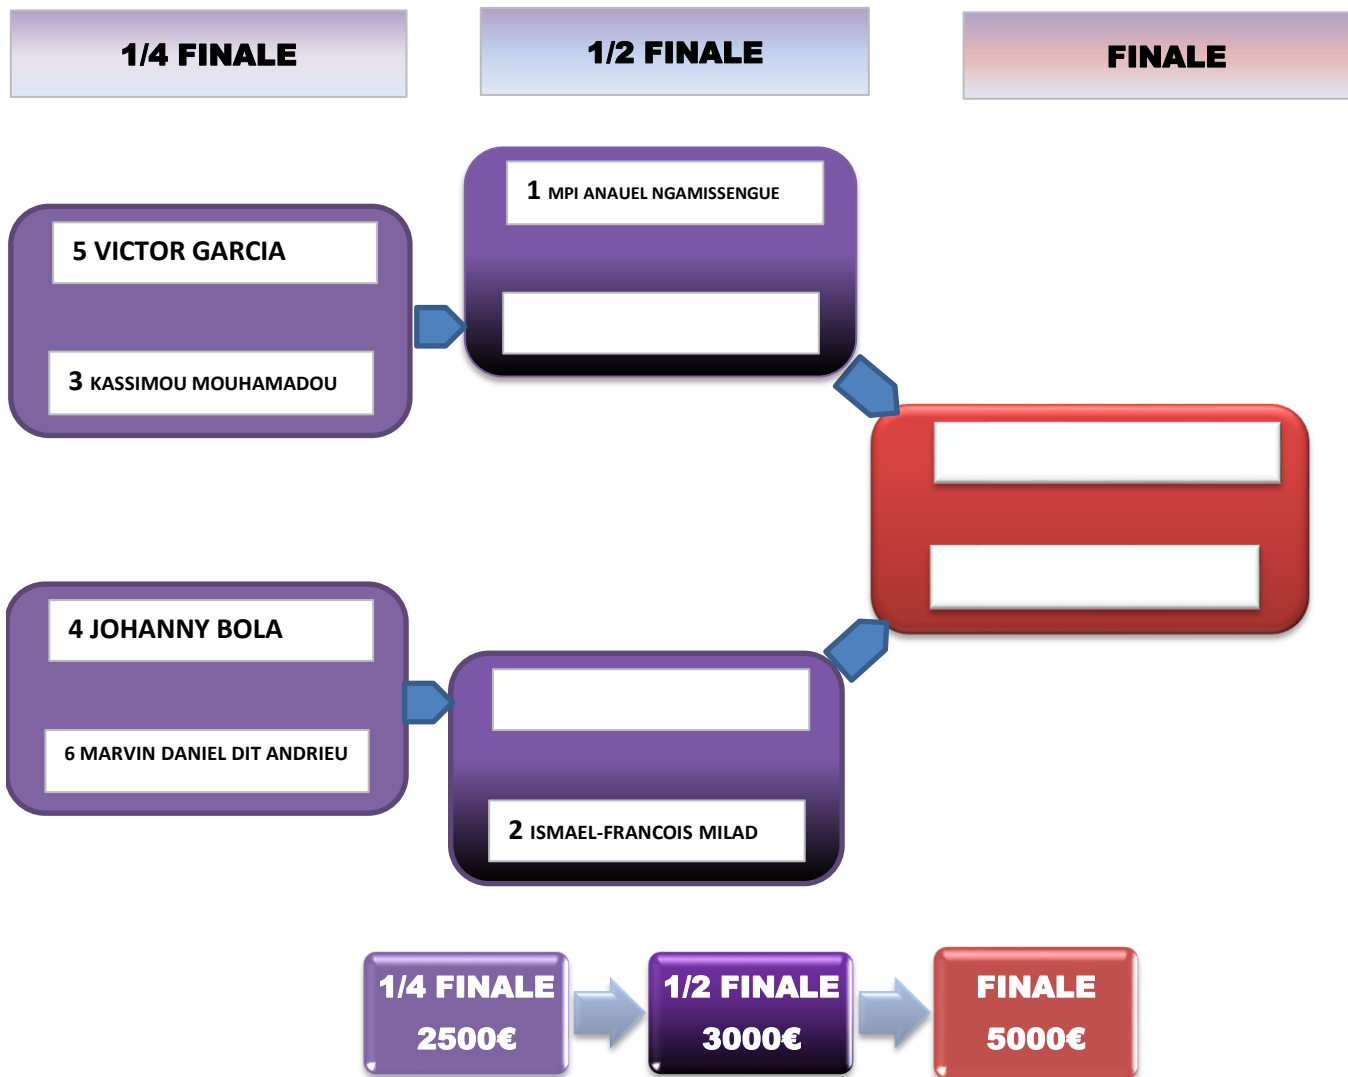 1/4 FINALE
1/2 FINALE
FINALE
1 MPI ANAUEL NGAMISSENGUE
5 VICTOR GARCIA
3 KASSIMOU MOUHAMADOU
4 JOHANNY BOLA
6 MARVIN DANIEL DIT ANDRIEU
2 ISMAEL-FRANCOIS MILAD
1/4 FINALE
2500€
1/2 FINALE
3000€
FINALE
5000€